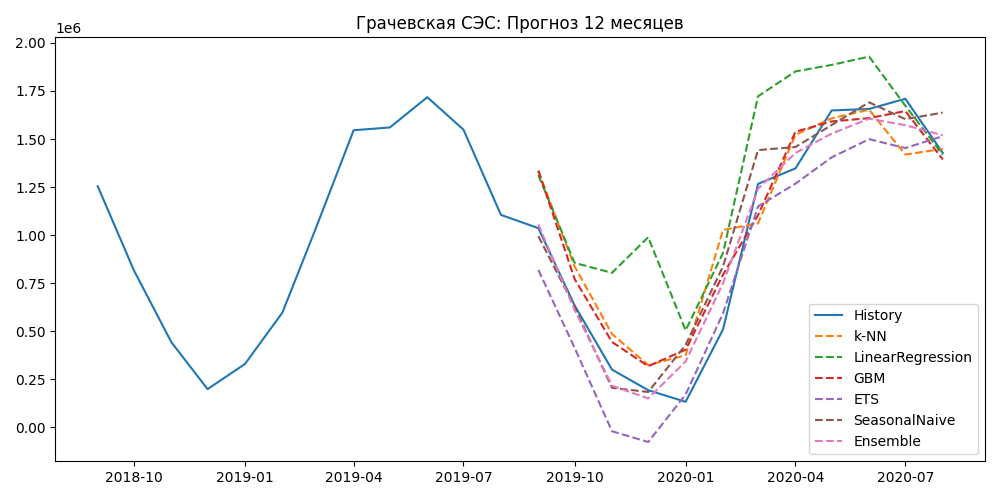 Грачевская СЭС: Прогноз 12 месяцев
1e6
2.00
1.75
1.50
1.25
1.00
0.75
0.50
0.25
0.00
2018-10
2019-01
2019-04
2019-07
2019-10
2020-01
2020-04
2020-07
History
k-NN
LinearRegression
GBM
ETS
SeasonalNaive
Ensemble